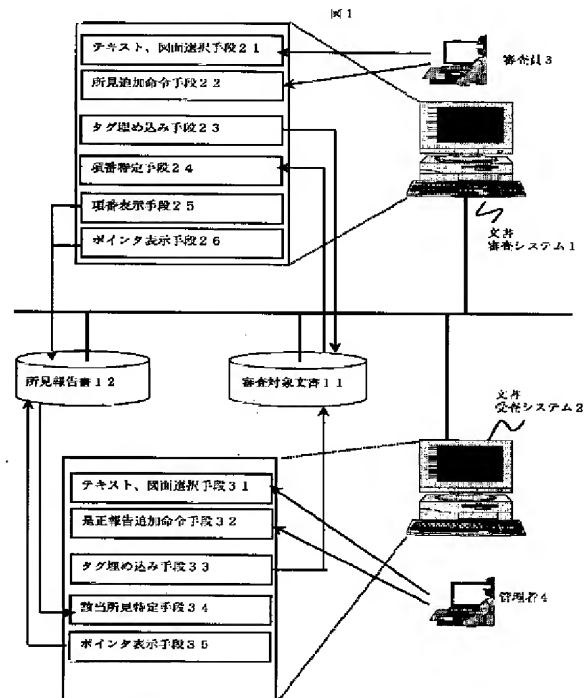 図1
テキスト、図面選択手段21
所見追加命令手段22
タグ埋め込み手段23
項番特定手段24
項番表示手段25
ポインタ表示手段26
審査員3
文書
審査システム1
所見報告書12
審査対象文書11
文書
受査システム2
テキスト、図面選択手段31
是正報告追加命令手段32
タグ埋め込み手段33
該当所見特定手段34
ポインタ表示手段35
管理者4